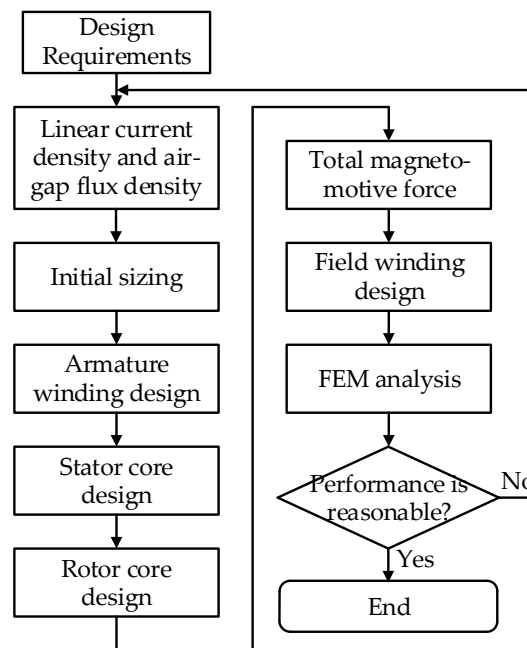 Design
Requirements
Linear current
density and air-
gap flux density
Initial sizing
Armature
winding design
Stator core
design
Rotor core
design
Total magneto-
motive force
Field winding
design
FEM analysis
Performance is
reasonable?
No
Yes
End